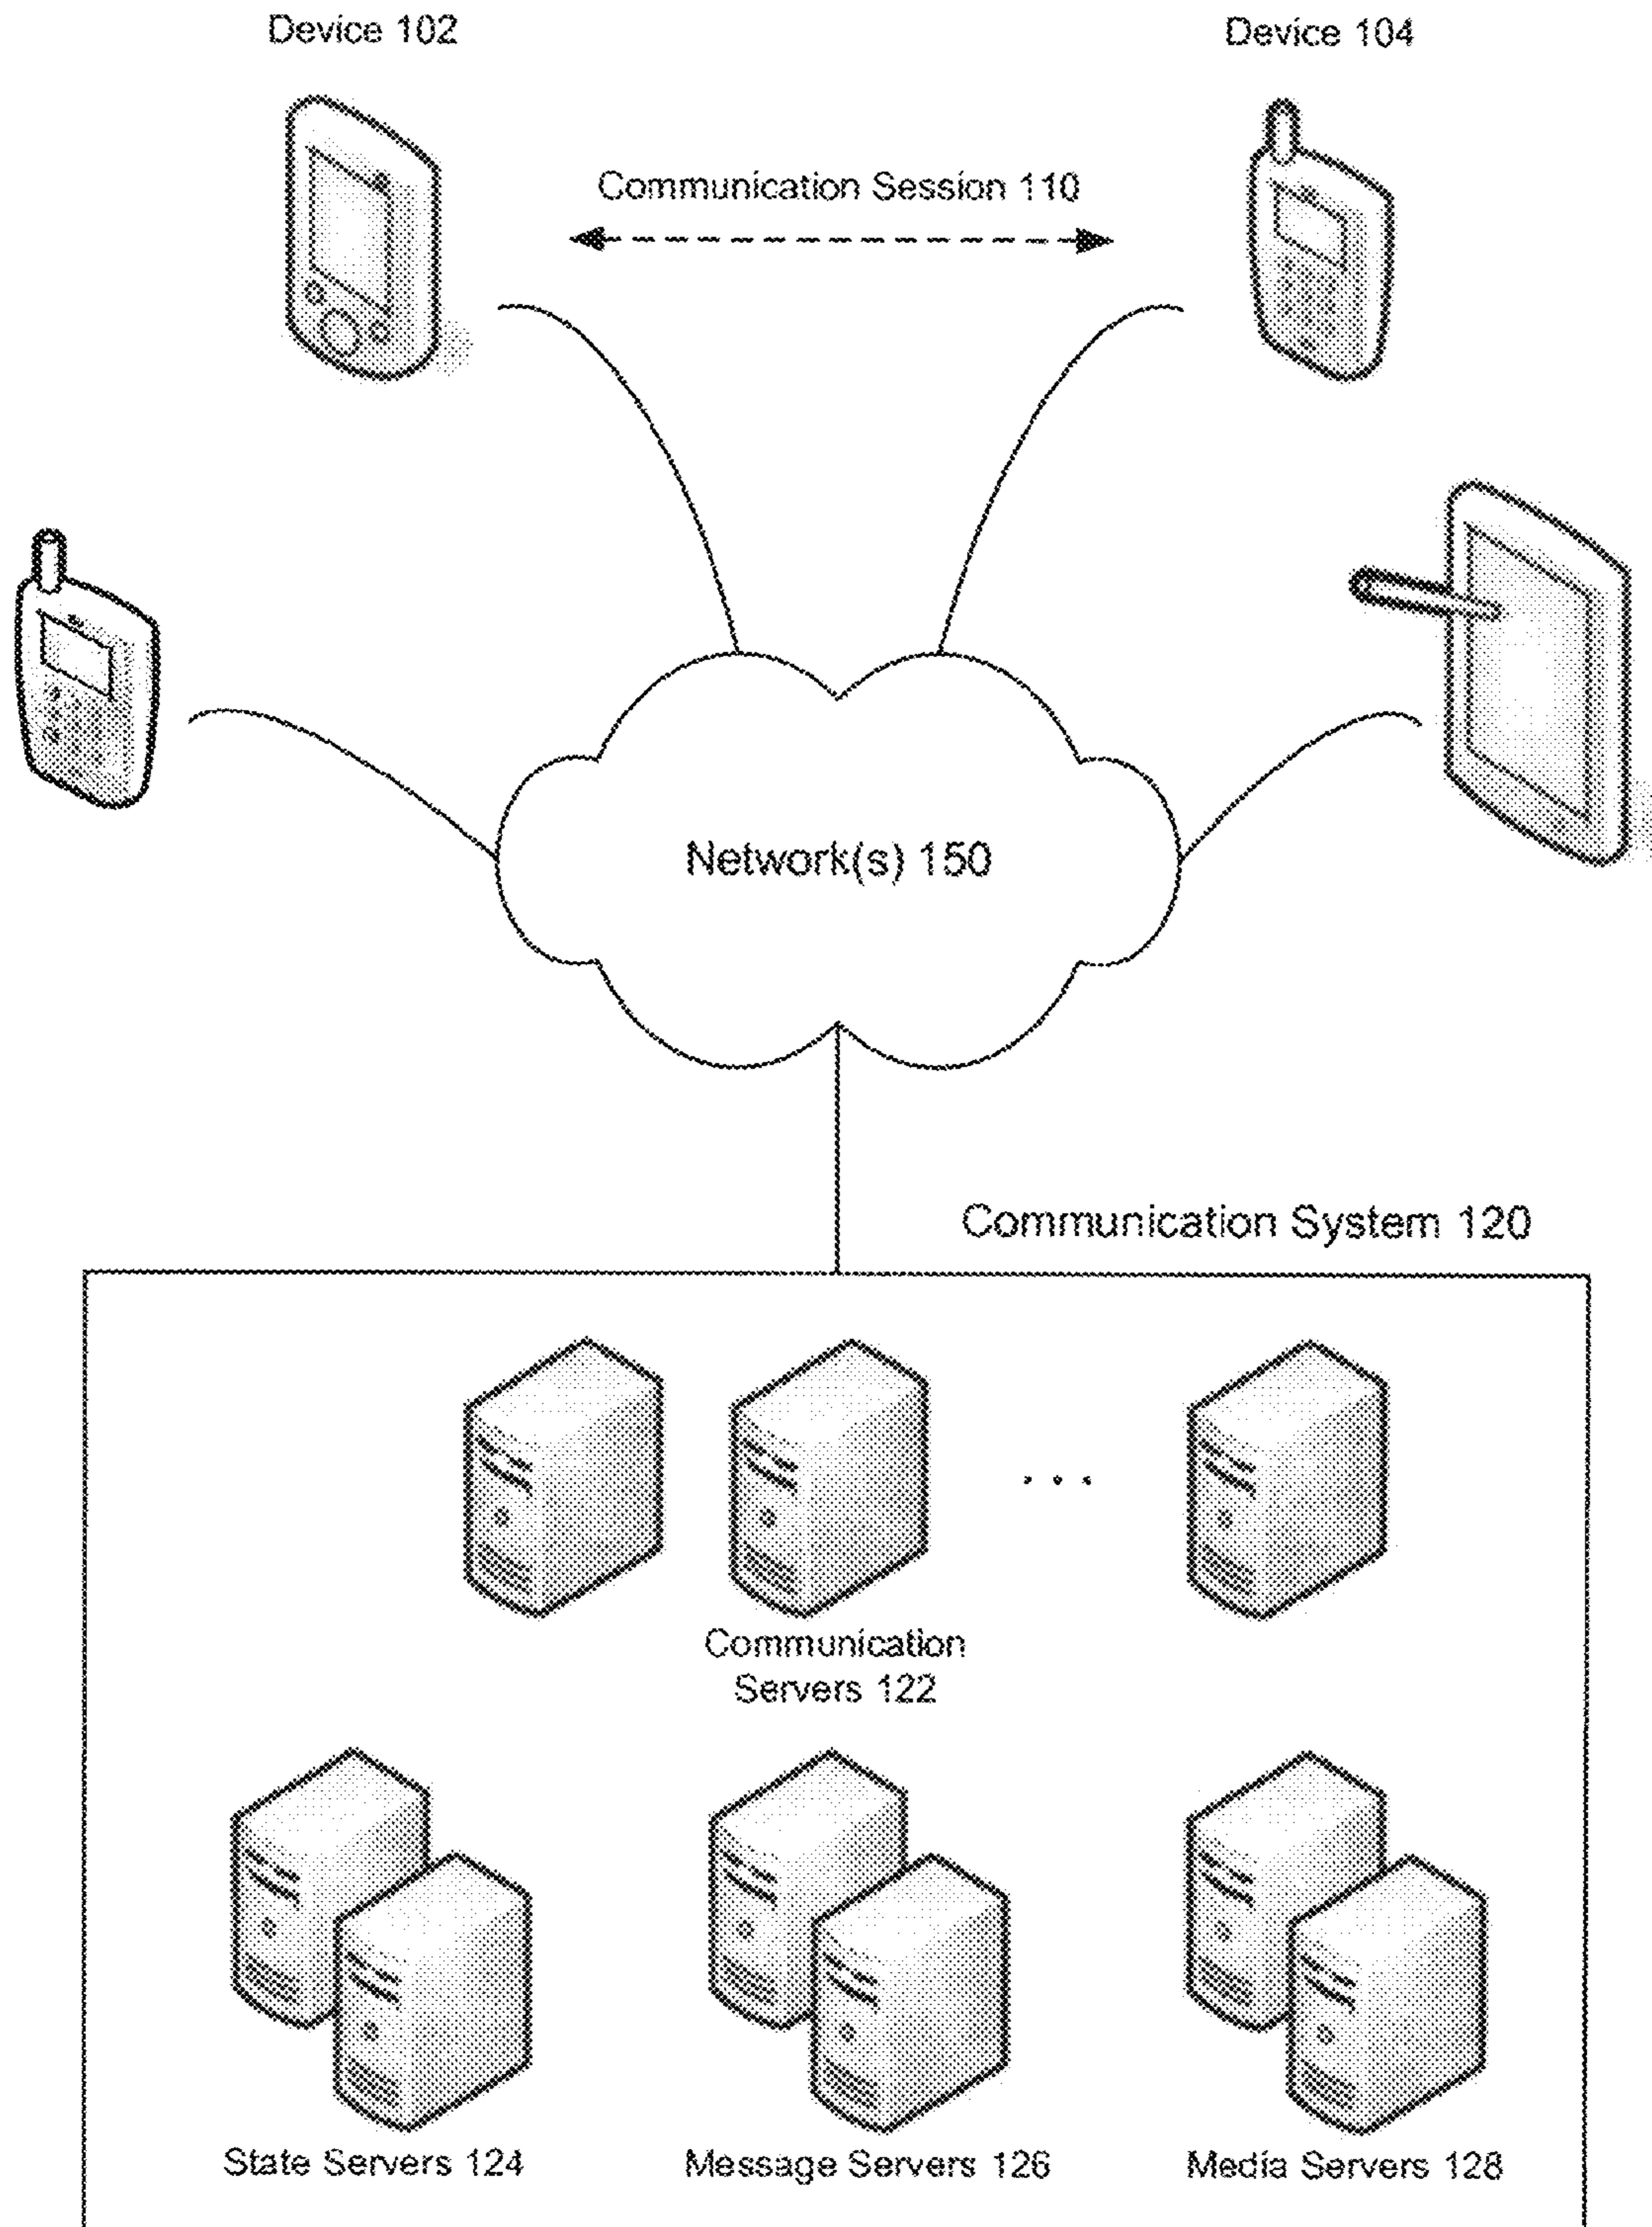 Device 102
Device 104
Communication Session 110
Network(s) 150
Communication System 120
. . .
Communication
Servers 122
State Servers 124
Message Servers 126
Media Servers 128